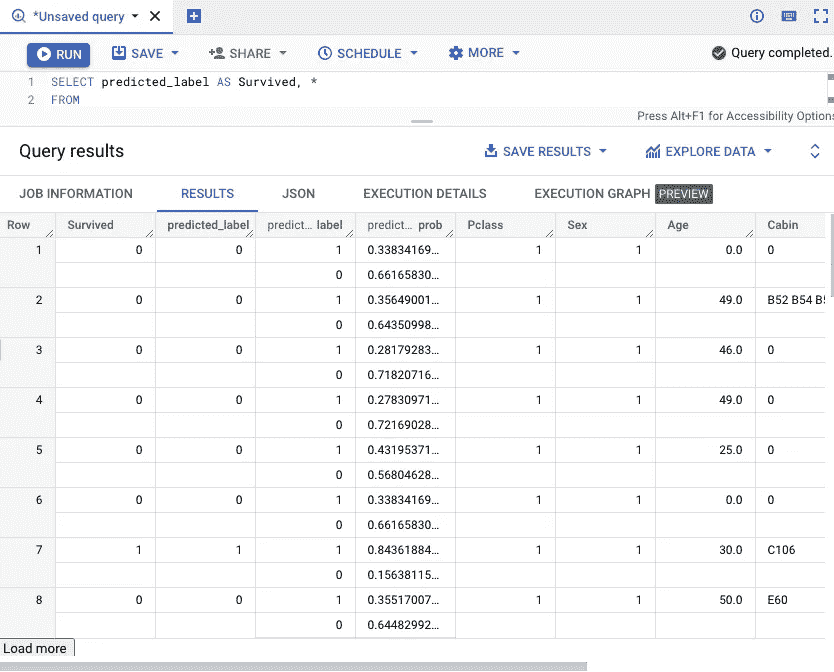 *Unsaved query
RUN SAVE SHARE SCHEDULE MORE Query completed.
1 SELECT predicted_label AS Survived, *
2 FROM
Press Alt+F1 for Accessibility Options
Query results SAVE RESULTS EXPLORE DATA
JOB INFORMATION RESULTS JSON EXECUTION DETAILS EXECUTION GRAPH PREVIEW
Row Survived predicted_label predict... label predict... prob Pclass Sex Age Cabin
1 0 0 1 0.33834169... 1 1 0.0 0
0 0.66165830...
2 0 0 1 0.35649001... 1 1 49.0 B52 B54 B5
0 0.64350998...
3 0 0 1 0.28179283... 1 1 46.0 0
0 0.71820716...
4 0 0 1 0.27830971... 1 1 49.0 0
0 0.72169028...
5 0 0 1 0.43195371... 1 1 25.0 0
0 0.56804628...
6 0 0 1 0.33834169... 1 1 0.0 0
0 0.66165830...
7 1 1 1 0.84361884... 1 1 30.0 C106
0 0.15638115...
8 0 0 1 0.35517007... 1 1 50.0 E60
0 0.64482992...
Load more